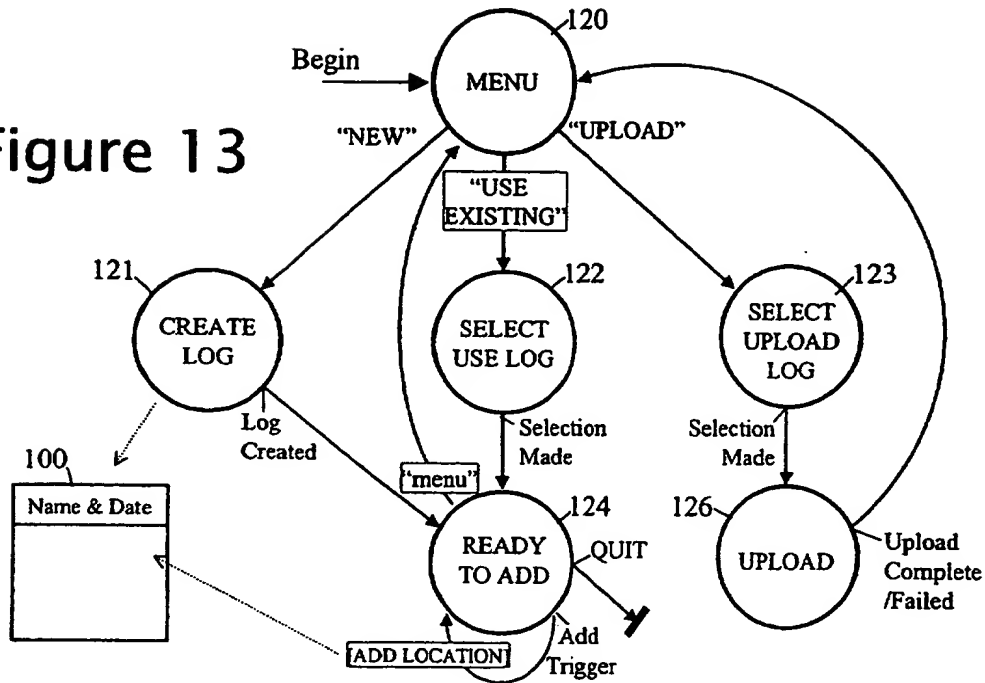 120
Begin
MENU
igure 13
“NEW”
“UPLOAD”
“USE
EXISTING”
121
122
123
CREATE
LOG
SELECT
USE LOG
SELECT
UPLOAD
LOG
Log
Created
Selection
Made
Selection
Made
100
Name & Date
“menu”
124
126
READY
TO ADD
QUIT
UPLOAD
Upload
Complete
/Failed
[ADD LOCATION]
Add
Trigger